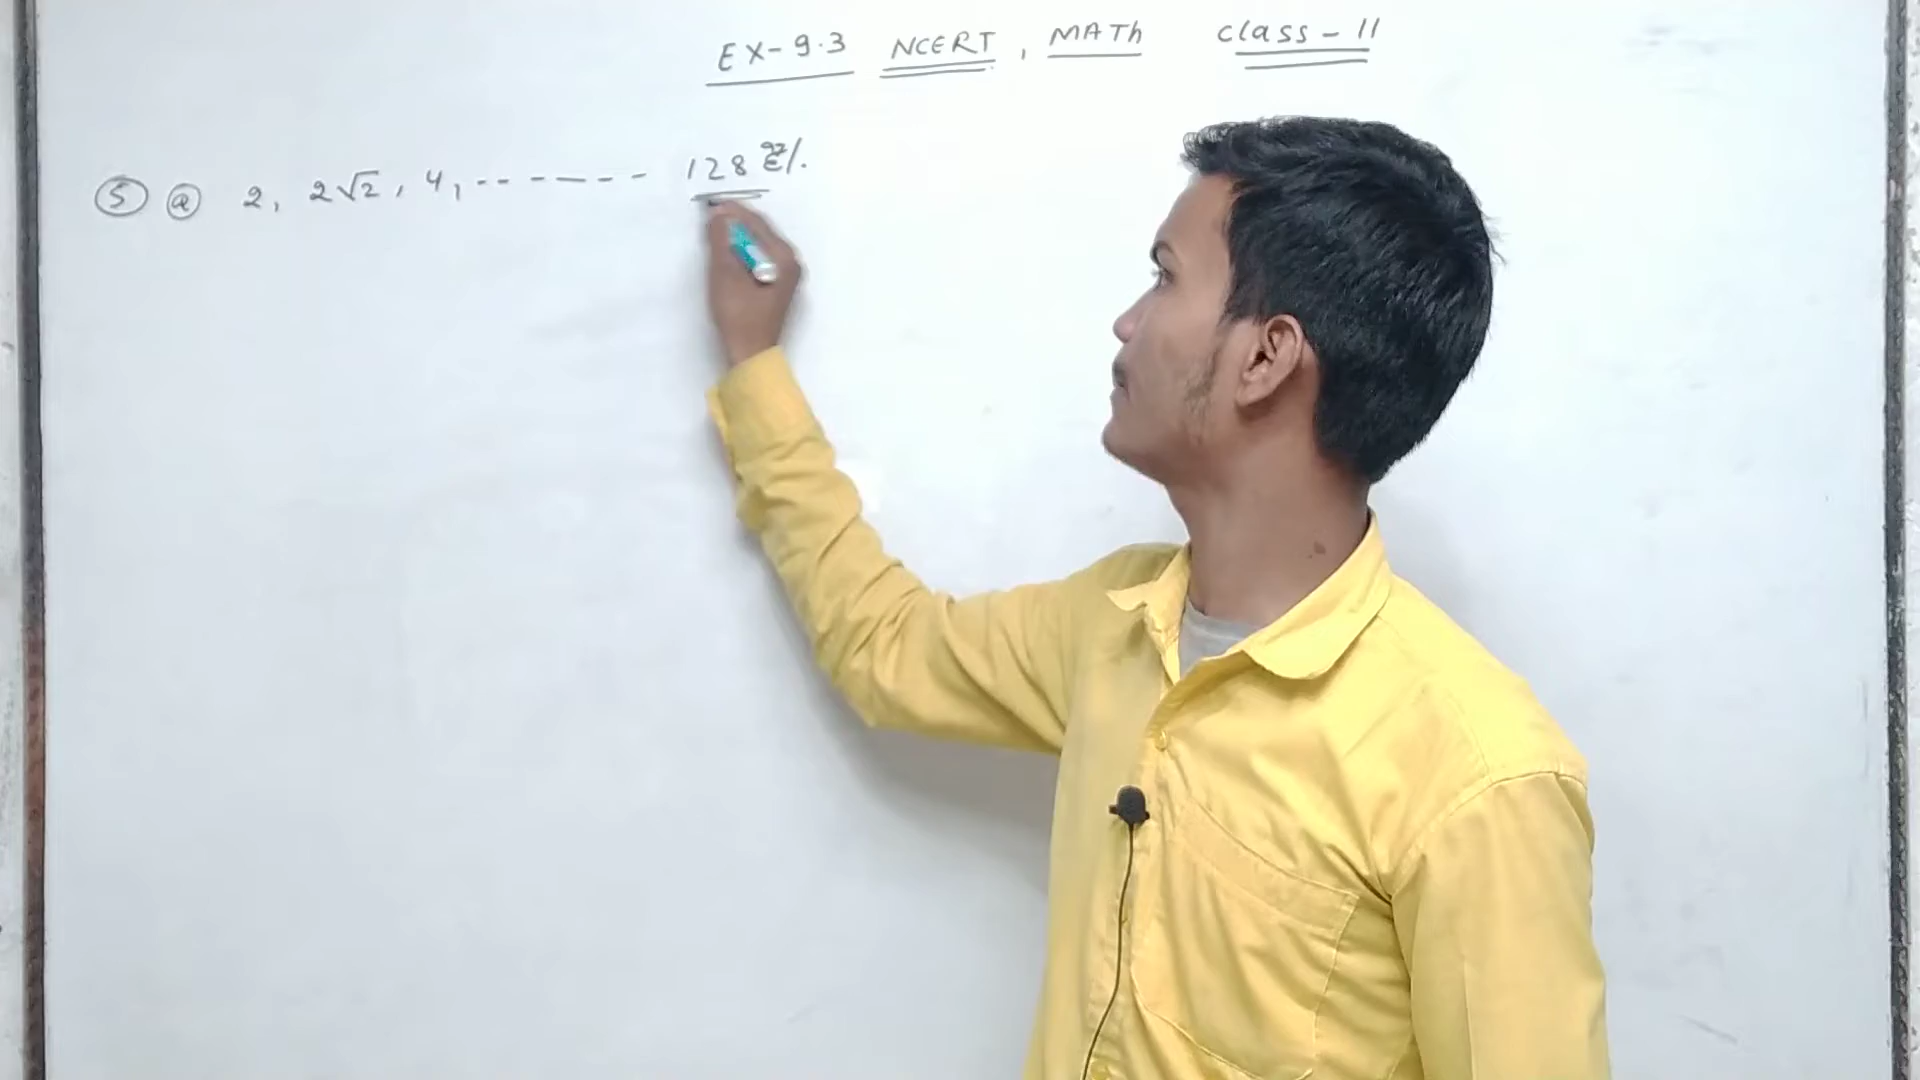 EX-9.3 NCERT, MATh class-11
(5) (a) 2, 2√2, 4, ------- 128 है/.